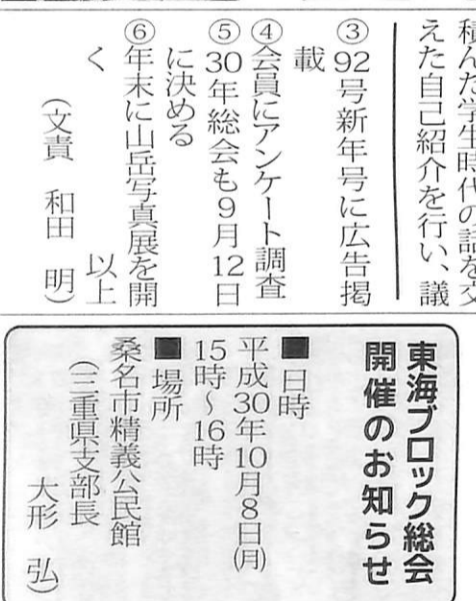 積んだ学生時代の話を交
えた自己紹介を行い、議
③92号新年号に広告掲
載
④会員にアンケート調査
⑤30年総会も9月12日
に決める
⑥年末に山岳写真展を開
く　以上
(文責　和田　明)
東海ブロック総会
開催のお知らせ
■日時
平成30年10月8日(月)
15時～16時
■場所
桑名市精義公民館
(三重県支部長
大形　弘)